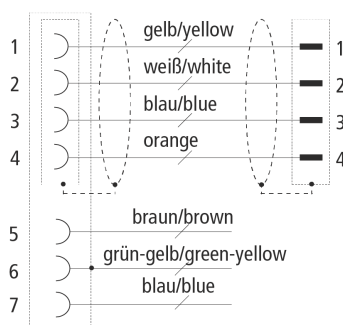 1 gelb/yellow 1
2 weiß/white 2
3 blau/blue 3
4 orange 4
5 braun/brown
6 grün-gelb/green-yellow
7 blau/blue